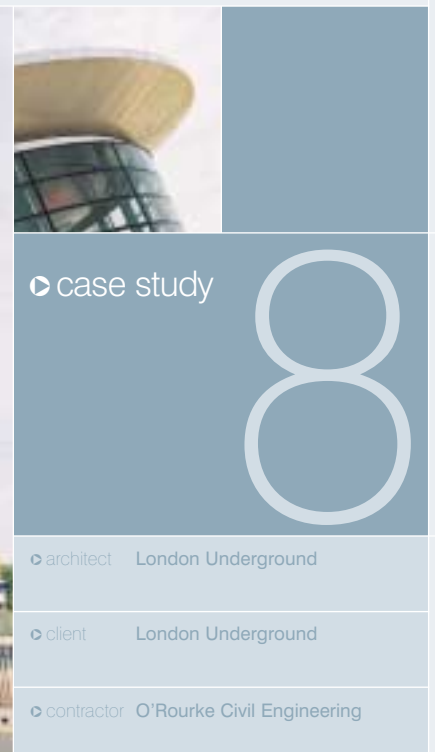 case study
8
architect London Underground
client London Underground
contractor O'Rourke Civil Engineering